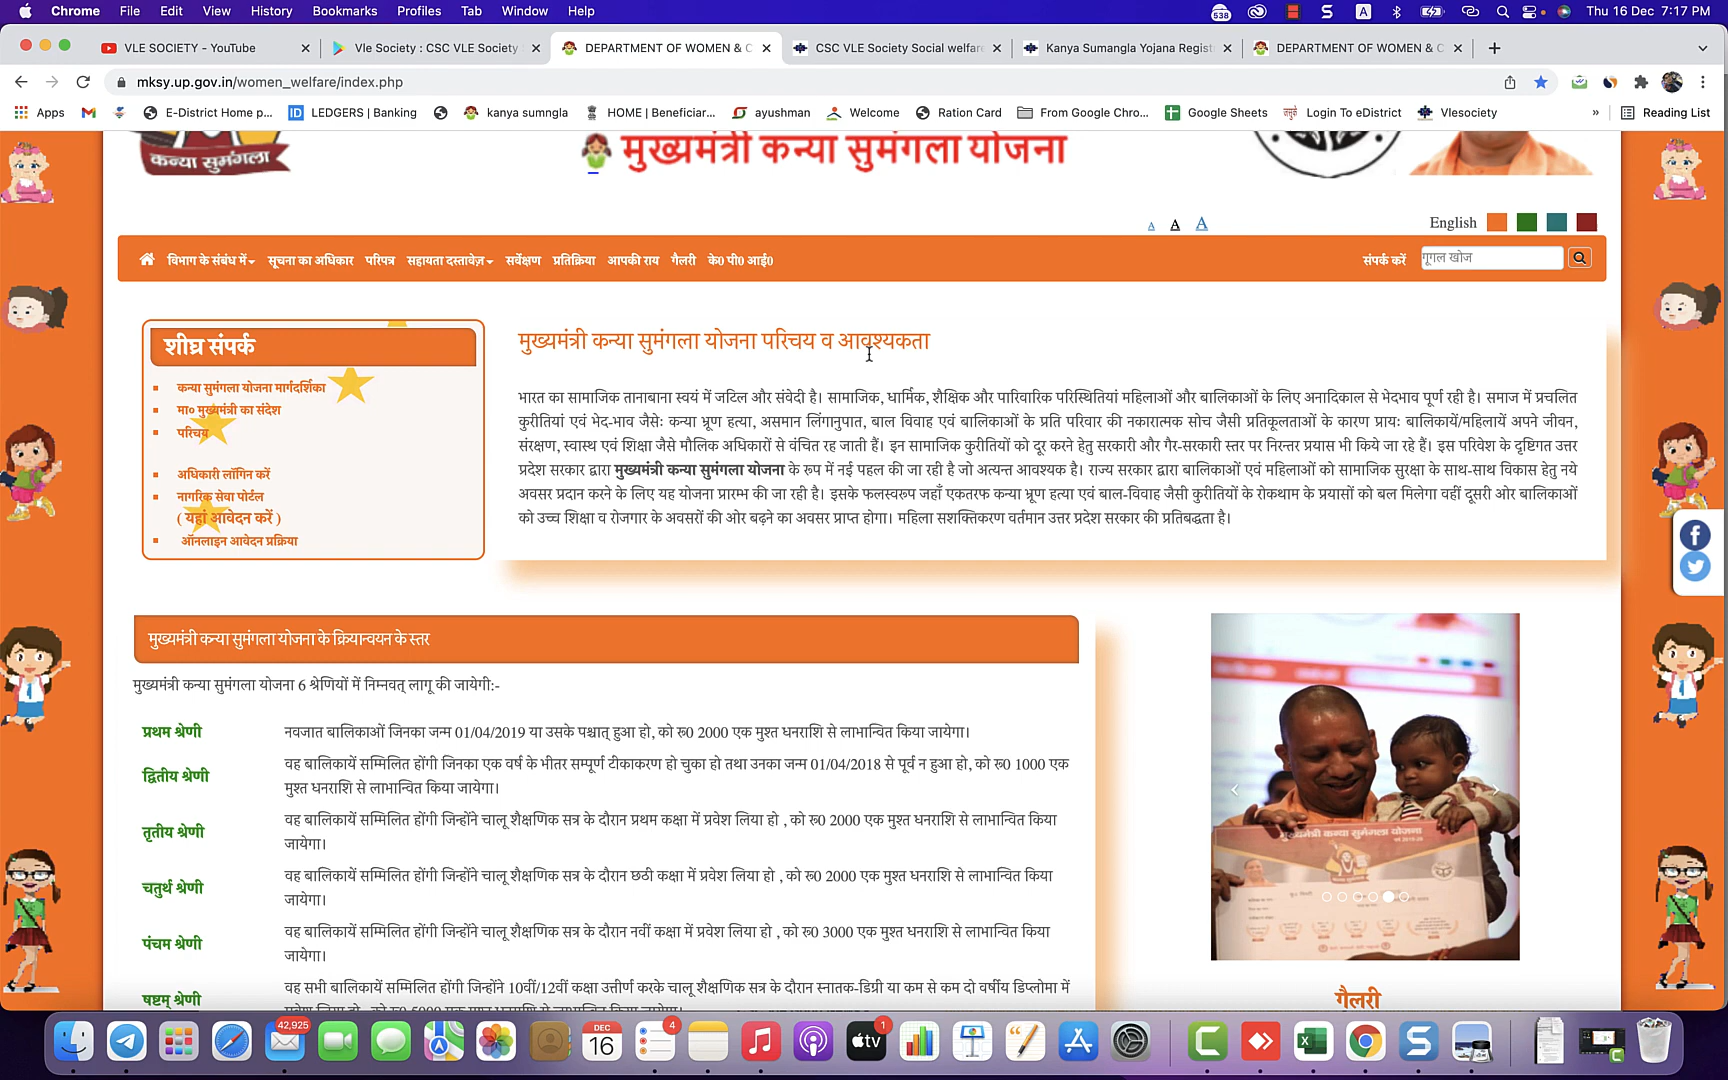 Chrome File Edit View History Bookmarks Profiles Tab Window Help 538 A Thu 16 Dec 7:17 PM
VLE SOCIETY - YouTube Vle Society : CSC VLE Society DEPARTMENT OF WOMEN & C CSC VLE Society Social welfare Kanya Sumangla Yojana Regist DEPARTMENT OF WOMEN & C
mksy.up.gov.in/women_welfare/index.php
Apps E-District Home p... ID LEDGERS | Banking kanya sumngla HOME | Beneficiar... ayushman Welcome Ration Card From Google Chro... Google Sheets Login To eDistrict Vlesociety » Reading List
कन्या सुमंगला
मुख्यमंत्री कन्या सुमंगला योजना
A A A English
विभाग के संबंध में सूचना का अधिकार परिपत्र सहायता दस्तावेज़ सर्वेक्षण प्रतिक्रिया आपकी राय गैलरी के0 पी0 आई0 संपर्क करें गूगल खोज
शीघ्र संपर्क
कन्या सुमंगला योजना मार्गदर्शिका
मा० मुख्यमंत्री का संदेश
परिचय
अधिकारी लॉगिन करें
नागरिक सेवा पोर्टल
( यहां आवेदन करें )
ऑनलाइन आवेदन प्रक्रिया
मुख्यमंत्री कन्या सुमंगला योजना परिचय व आवश्यकता
भारत का सामाजिक तानाबाना स्वयं में जटिल और संवेदी है। सामाजिक, धार्मिक, शैक्षिक और पारिवारिक परिस्थितियां महिलाओं और बालिकाओं के लिए अनादिकाल से भेदभाव पूर्ण रही है। समाज में प्रचलित
कुरीतियां एवं भेद-भाव जैसेः कन्या भ्रूण हत्या, असमान लिंगानुपात, बाल विवाह एवं बालिकाओं के प्रति परिवार की नकारात्मक सोच जैसी प्रतिकूलताओं के कारण प्रायः बालिकायें/महिलायें अपने जीवन,
संरक्षण, स्वास्थ एवं शिक्षा जैसे मौलिक अधिकारों से वंचित रह जाती हैं। इन सामाजिक कुरीतियों को दूर करने हेतु सरकारी और गैर-सरकारी स्तर पर निरन्तर प्रयास भी किये जा रहे हैं। इस परिवेश के दृष्टिगत उत्तर
प्रदेश सरकार द्वारा मुख्यमंत्री कन्या सुमंगला योजना के रूप में नई पहल की जा रही है जो अत्यन्त आवश्यक है। राज्य सरकार द्वारा बालिकाओं एवं महिलाओं को सामाजिक सुरक्षा के साथ-साथ विकास हेतु नये
अवसर प्रदान करने के लिए यह योजना प्रारम्भ की जा रही है। इसके फलस्वरूप जहाँ एकतरफ कन्या भ्रूण हत्या एवं बाल-विवाह जैसी कुरीतियों के रोकथाम के प्रयासों को बल मिलेगा वहीं दूसरी ओर बालिकाओं
को उच्च शिक्षा व रोजगार के अवसरों की ओर बढ़ने का अवसर प्राप्त होगा। महिला सशक्तिकरण वर्तमान उत्तर प्रदेश सरकार की प्रतिबद्धता है।
मुख्यमंत्री कन्या सुमंगला योजना के क्रियान्वयन के स्तर
मुख्यमंत्री कन्या सुमंगला योजना 6 श्रेणियों में निम्नवत् लागू की जायेगी:-
प्रथम श्रेणी नवजात बालिकाओं जिनका जन्म 01/04/2019 या उसके पश्चात् हुआ हो, को रू0 2000 एक मुश्त धनराशि से लाभान्वित किया जायेगा।
द्वितीय श्रेणी वह बालिकायें सम्मिलित होंगी जिनका एक वर्ष के भीतर सम्पूर्ण टीकाकरण हो चुका हो तथा उनका जन्म 01/04/2018 से पूर्व न हुआ हो, को रू0 1000 एक
मुश्त धनराशि से लाभान्वित किया जायेगा।
तृतीय श्रेणी वह बालिकायें सम्मिलित होंगी जिन्होंने चालू शैक्षणिक सत्र के दौरान प्रथम कक्षा में प्रवेश लिया हो , को रू0 2000 एक मुश्त धनराशि से लाभान्वित किया
जायेगा।
चतुर्थ श्रेणी वह बालिकायें सम्मिलित होंगी जिन्होंने चालू शैक्षणिक सत्र के दौरान छठी कक्षा में प्रवेश लिया हो , को रू0 2000 एक मुश्त धनराशि से लाभान्वित किया
जायेगा।
पंचम श्रेणी वह बालिकायें सम्मिलित होंगी जिन्होंने चालू शैक्षणिक सत्र के दौरान नवीं कक्षा में प्रवेश लिया हो , को रू0 3000 एक मुश्त धनराशि से लाभान्वित किया
जायेगा।
षष्टम् श्रेणी वह सभी बालिकायें सम्मिलित होंगी जिन्होंने 10वीं/12वीं कक्षा उत्तीर्ण करके चालू शैक्षणिक सत्र के दौरान स्नातक-डिग्री या कम से कम दो वर्षीय डिप्लोमा में
मुख्यमंत्री कन्या सुमंगला योजना
गैलरी
42,925 DEC 16 4 tv 1